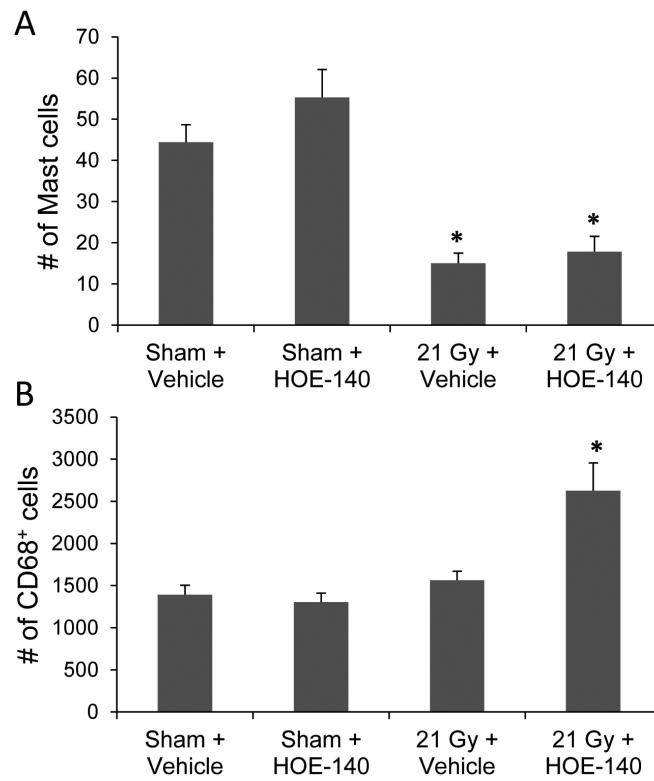 A
# of Mast cells
70
60
50
40
30
20
10
0
*
*
Sham +
Vehicle
Sham +
HOE-140
21 Gy +
Vehicle
21 Gy +
HOE-140
B
# of CD68⁺ cells
3500
3000
2500
2000
1500
1000
500
0
*
Sham +
Vehicle
Sham +
HOE-140
21 Gy +
Vehicle
21 Gy +
HOE-140